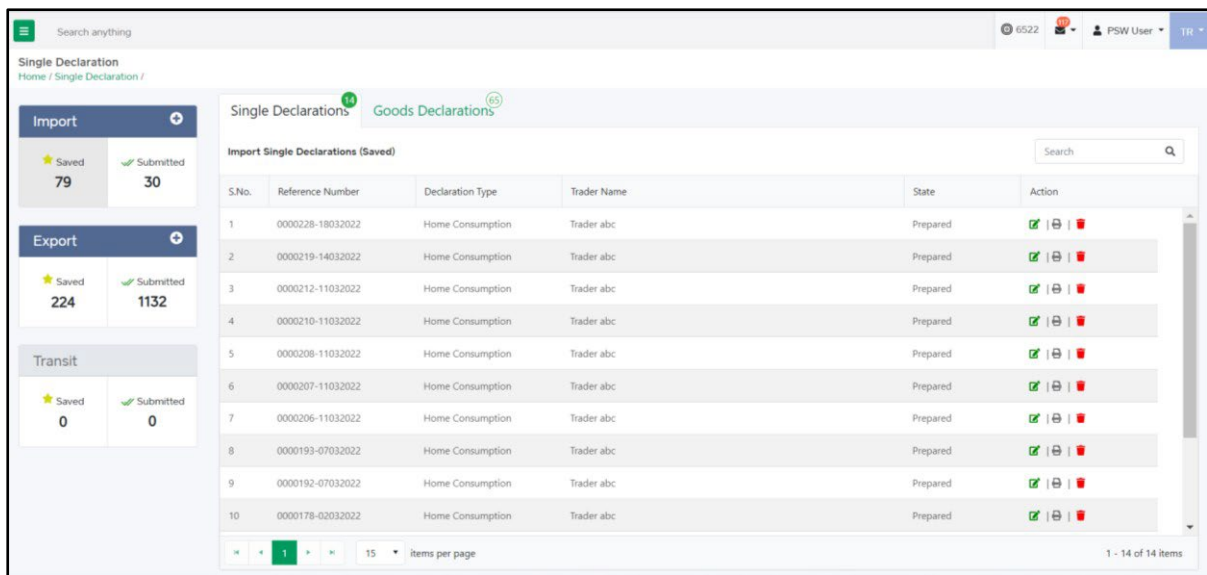 Search anything
6522
117
PSW User
TR
Single Declaration
Home / Single Declaration /
Import
Saved
79
Submitted
30
Export
Saved
224
Submitted
1132
Transit
Saved
0
Submitted
0
Single Declarations 14
Goods Declarations 65
Import Single Declarations (Saved)
Search
S.No. Reference Number Declaration Type Trader Name State Action
1 0000228-18032022 Home Consumption Trader abc Prepared | |
2 0000219-14032022 Home Consumption Trader abc Prepared | |
3 0000212-11032022 Home Consumption Trader abc Prepared | |
4 0000210-11032022 Home Consumption Trader abc Prepared | |
5 0000208-11032022 Home Consumption Trader abc Prepared | |
6 0000207-11032022 Home Consumption Trader abc Prepared | |
7 0000206-11032022 Home Consumption Trader abc Prepared | |
8 0000193-07032022 Home Consumption Trader abc Prepared | |
9 0000192-07032022 Home Consumption Trader abc Prepared | |
10 0000178-02032022 Home Consumption Trader abc Prepared | |
1 15 items per page 1 - 14 of 14 items